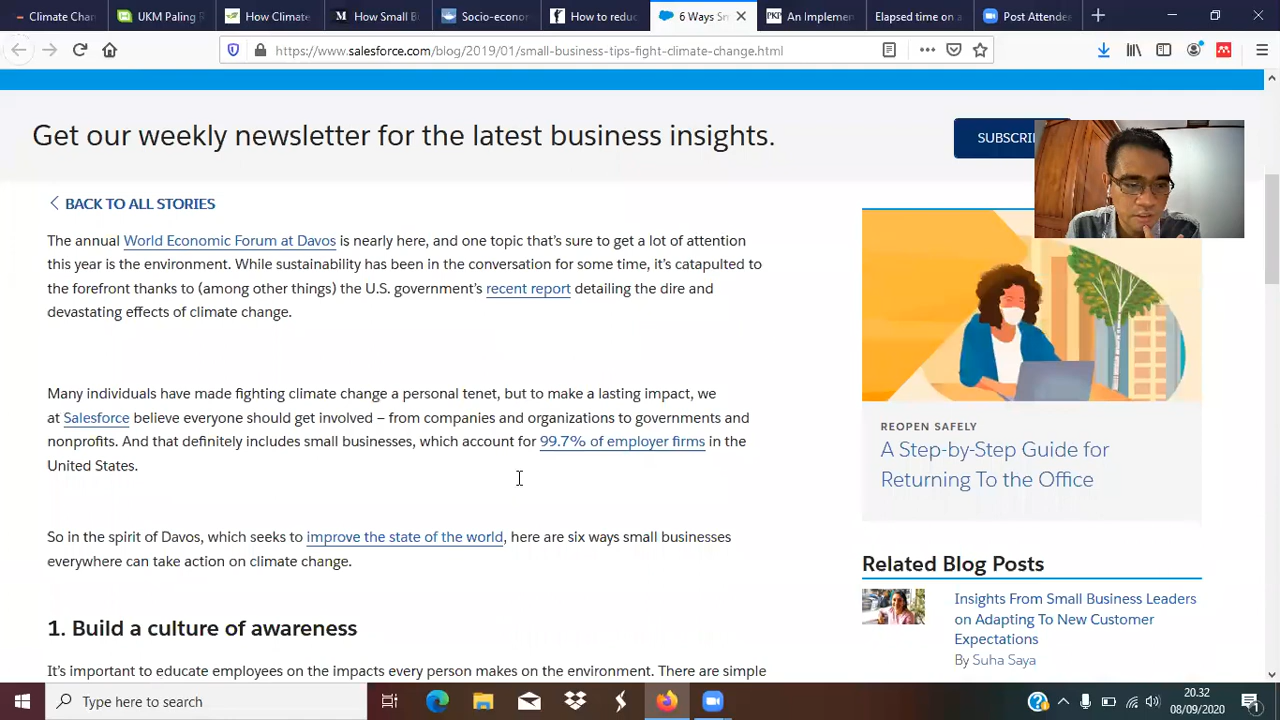 Climate Chan
UKM Paling R
How Climate
How Small B
Socio-econor
How to reduc
6 Ways Sm
An Implemen
Elapsed time on a
Post Attende
https://www.salesforce.com/blog/2019/01/small-business-tips-fight-climate-change.html
Get our weekly newsletter for the latest business insights.
SUBSCRI
BACK TO ALL STORIES
The annual World Economic Forum at Davos is nearly here, and one topic that's sure to get a lot of attention
this year is the environment. While sustainability has been in the conversation for some time, it's catapulted to
the forefront thanks to (among other things) the U.S. government's recent report detailing the dire and
devastating effects of climate change.
Many individuals have made fighting climate change a personal tenet, but to make a lasting impact, we
at Salesforce believe everyone should get involved – from companies and organizations to governments and
nonprofits. And that definitely includes small businesses, which account for 99.7% of employer firms in the
United States.
So in the spirit of Davos, which seeks to improve the state of the world, here are six ways small businesses
everywhere can take action on climate change.
1. Build a culture of awareness
It's important to educate employees on the impacts every person makes on the environment. There are simple
REOPEN SAFELY
A Step-by-Step Guide for
Returning To the Office
Related Blog Posts
Insights From Small Business Leaders
on Adapting To New Customer
Expectations
By Suha Saya
Type here to search
20.32
08/09/2020